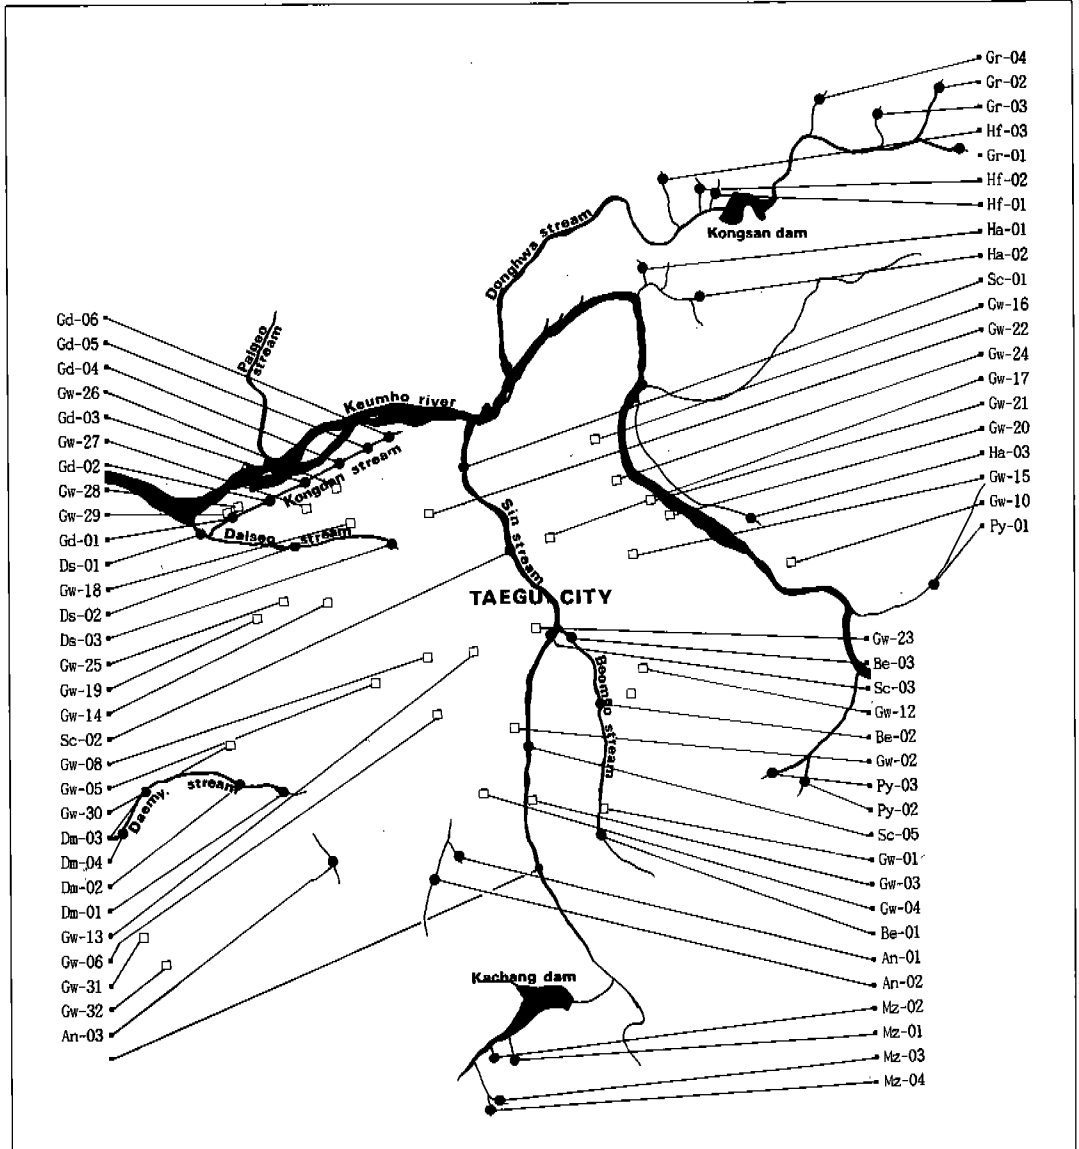 Gr-04
Gr-02
Gr-03
Hf-03
Gr-01
Hf-02
Hf-01
Kongsan dam
Ha-01
Ha-02
Sc-01
Gw-16
Gw-22
Gw-24
Gw-17
Gw-21
Gw-20
Ha-03
Gw-15
Gw-10
Py-01
Donghwa stream
Palgeo stream
Keumho river
Kongdan stream
Dalseo stream
Sin stream
TAEGU CITY
Gd-06
Gd-05
Gd-04
Gw-26
Gd-03
Gw-27
Gd-02
Gw-28
Gw-29
Gd-01
Ds-01
Gw-18
Ds-02
Ds-03
Gw-25
Gw-19
Gw-14
Sc-02
Gw-08
Gw-05
Gw-30
Dm-03
Dm-04
Dm-02
Dm-01
Gw-13
Gw-06
Gw-31
Gw-32
An-03
Daemy. stream
Beomeo stream
Gw-23
Be-03
Sc-03
Gw-12
Be-02
Gw-02
Py-03
Py-02
Sc-05
Gw-01
Gw-03
Gw-04
Be-01
An-01
An-02
Kachang dam
Mz-02
Mz-01
Mz-03
Mz-04